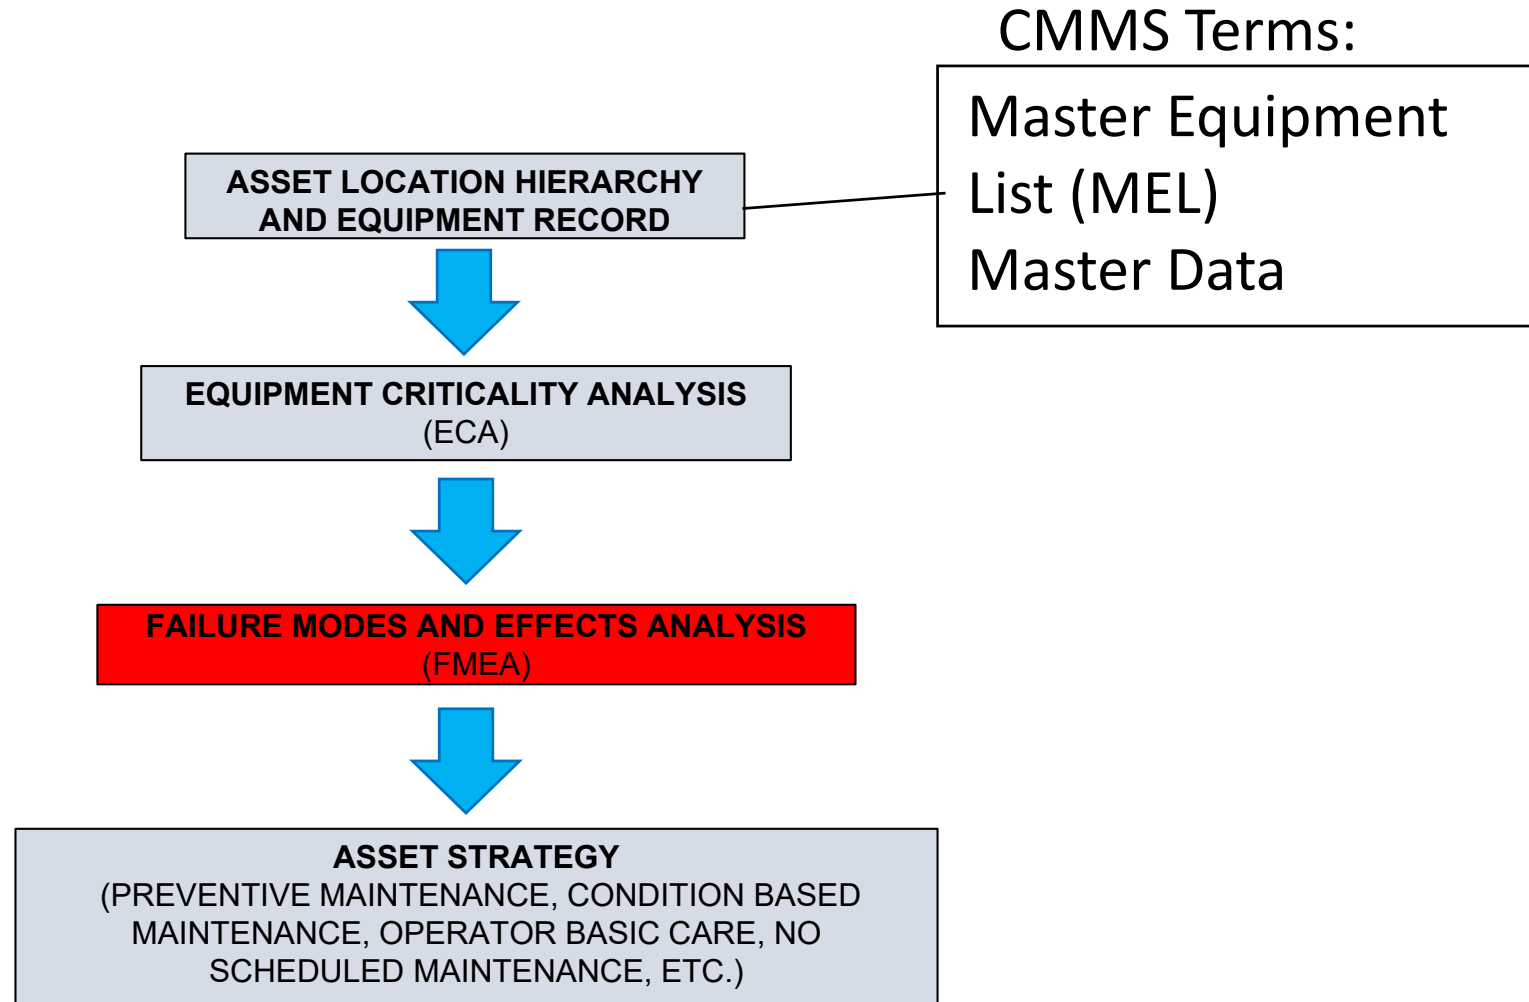 CMMS Terms:
Master Equipment
List (MEL)
Master Data
ASSET LOCATION HIERARCHY
AND EQUIPMENT RECORD
EQUIPMENT CRITICALITY ANALYSIS
(ECA)
FAILURE MODES AND EFFECTS ANALYSIS
(FMEA)
ASSET STRATEGY
(PREVENTIVE MAINTENANCE, CONDITION BASED
MAINTENANCE, OPERATOR BASIC CARE, NO
SCHEDULED MAINTENANCE, ETC.)